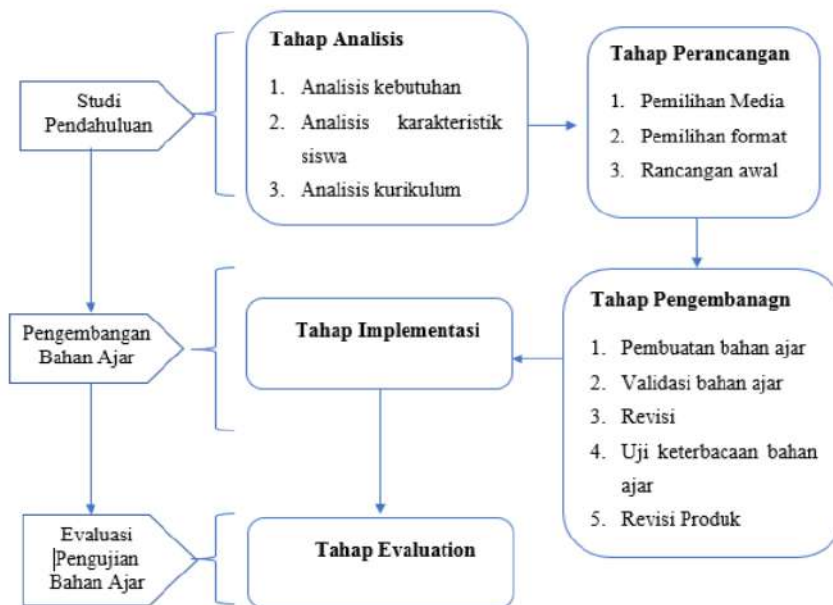 Studi
Pendahuluan
Tahap Analisis
1. Analisis kebutuhan
2. Analisis karakteristik
siswa
3. Analisis kurikulum
Tahap Perancangan
1. Pemilihan Media
2. Pemilihan format
3. Rancangan awal
Pengembangan
Bahan Ajar
Tahap Implementasi
Tahap Pengembanagn
1. Pembuatan bahan ajar
2. Validasi bahan ajar
3. Revisi
4. Uji keterbacaan bahan
ajar
5. Revisi Produk
Evaluasi
Pengujian
Bahan Ajar
Tahap Evaluation